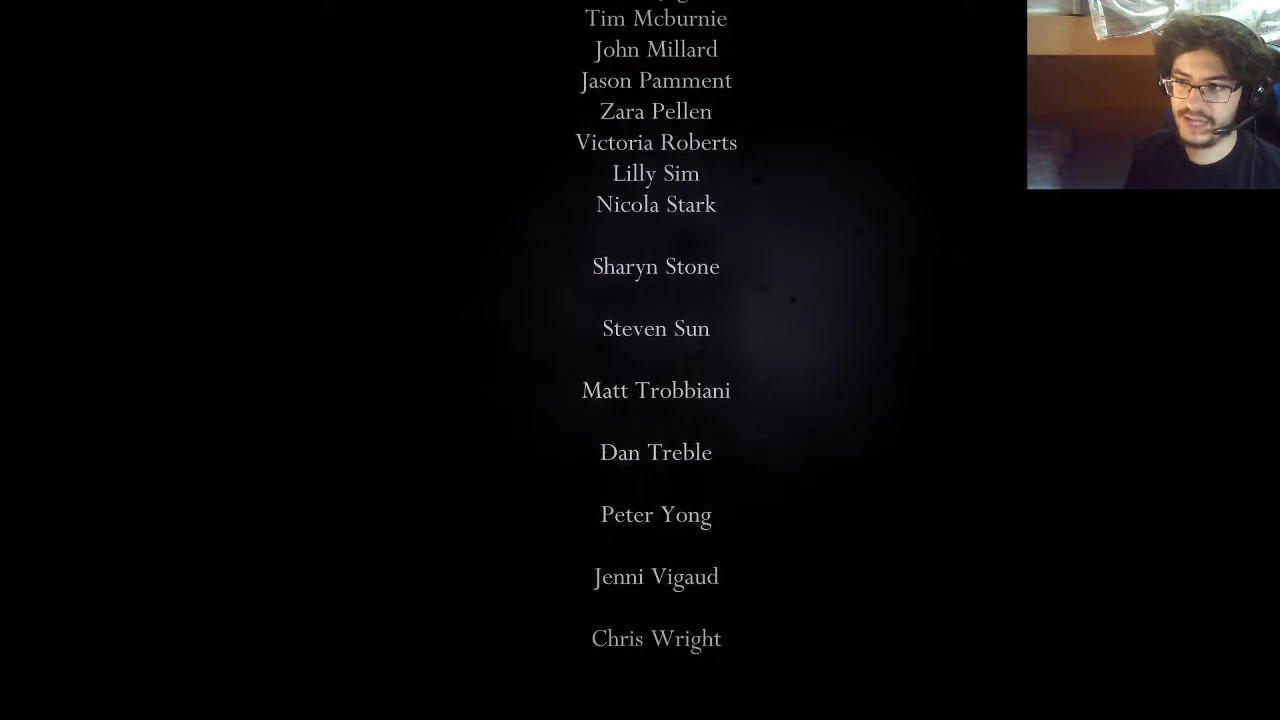 Tim Mcburnie
John Millard
Jason Pamment
Zara Pellen
Victoria Roberts
Lilly Sim
Nicola Stark
Sharyn Stone
Steven Sun
Matt Trobbiani
Dan Treble
Peter Yong
Jenni Vigaud
Chris Wright